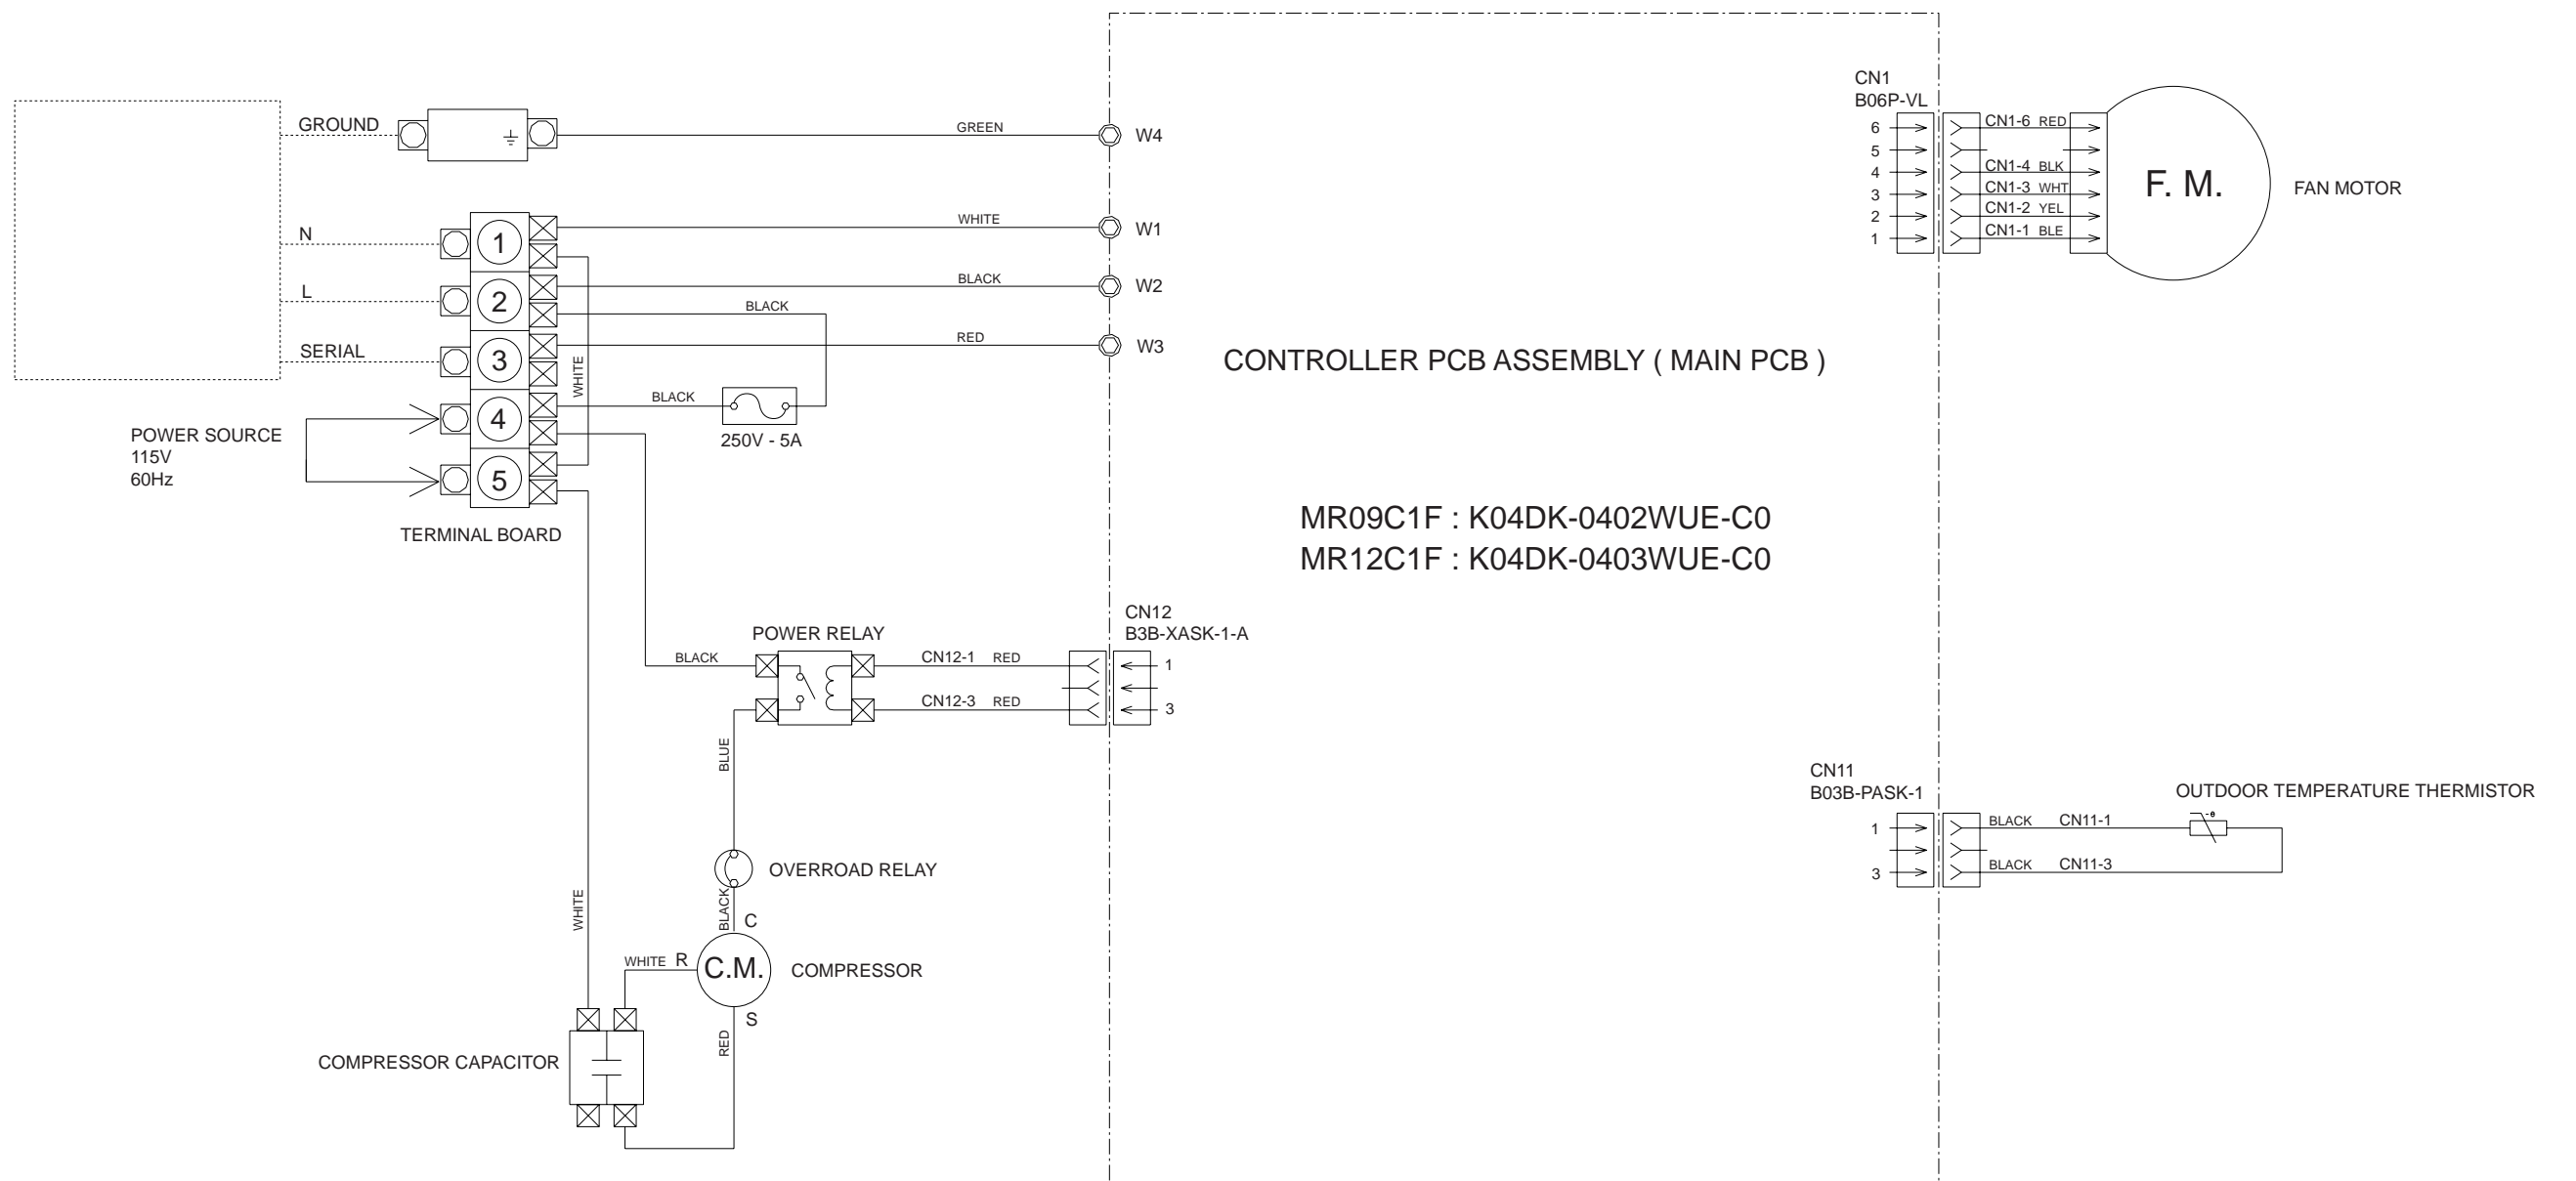 GROUND
GREEN
W4
N
1
WHITE
W1
L
2
BLACK
W2
BLACK
SERIAL
3
RED
W3
WHITE
4
BLACK
250V - 5A
POWER SOURCE
115V
60Hz
5
TERMINAL BOARD
CONTROLLER PCB ASSEMBLY ( MAIN PCB )
MR09C1F : K04DK-0402WUE-C0
MR12C1F : K04DK-0403WUE-C0
CN1
B06P-VL
6
CN1-6 RED
5
4
CN1-4 BLK
3
CN1-3 WHT
2
CN1-2 YEL
1
CN1-1 BLE
F. M.
FAN MOTOR
CN12
B3B-XASK-1-A
POWER RELAY
BLACK
CN12-1 RED
1
CN12-3 RED
3
BLUE
OVERROAD RELAY
BLACK
C
WHITE
WHITE R
C.M.
COMPRESSOR
S
RED
COMPRESSOR CAPACITOR
CN11
B03B-PASK-1
OUTDOOR TEMPERATURE THERMISTOR
1
BLACK CN11-1
-θ
3
BLACK CN11-3